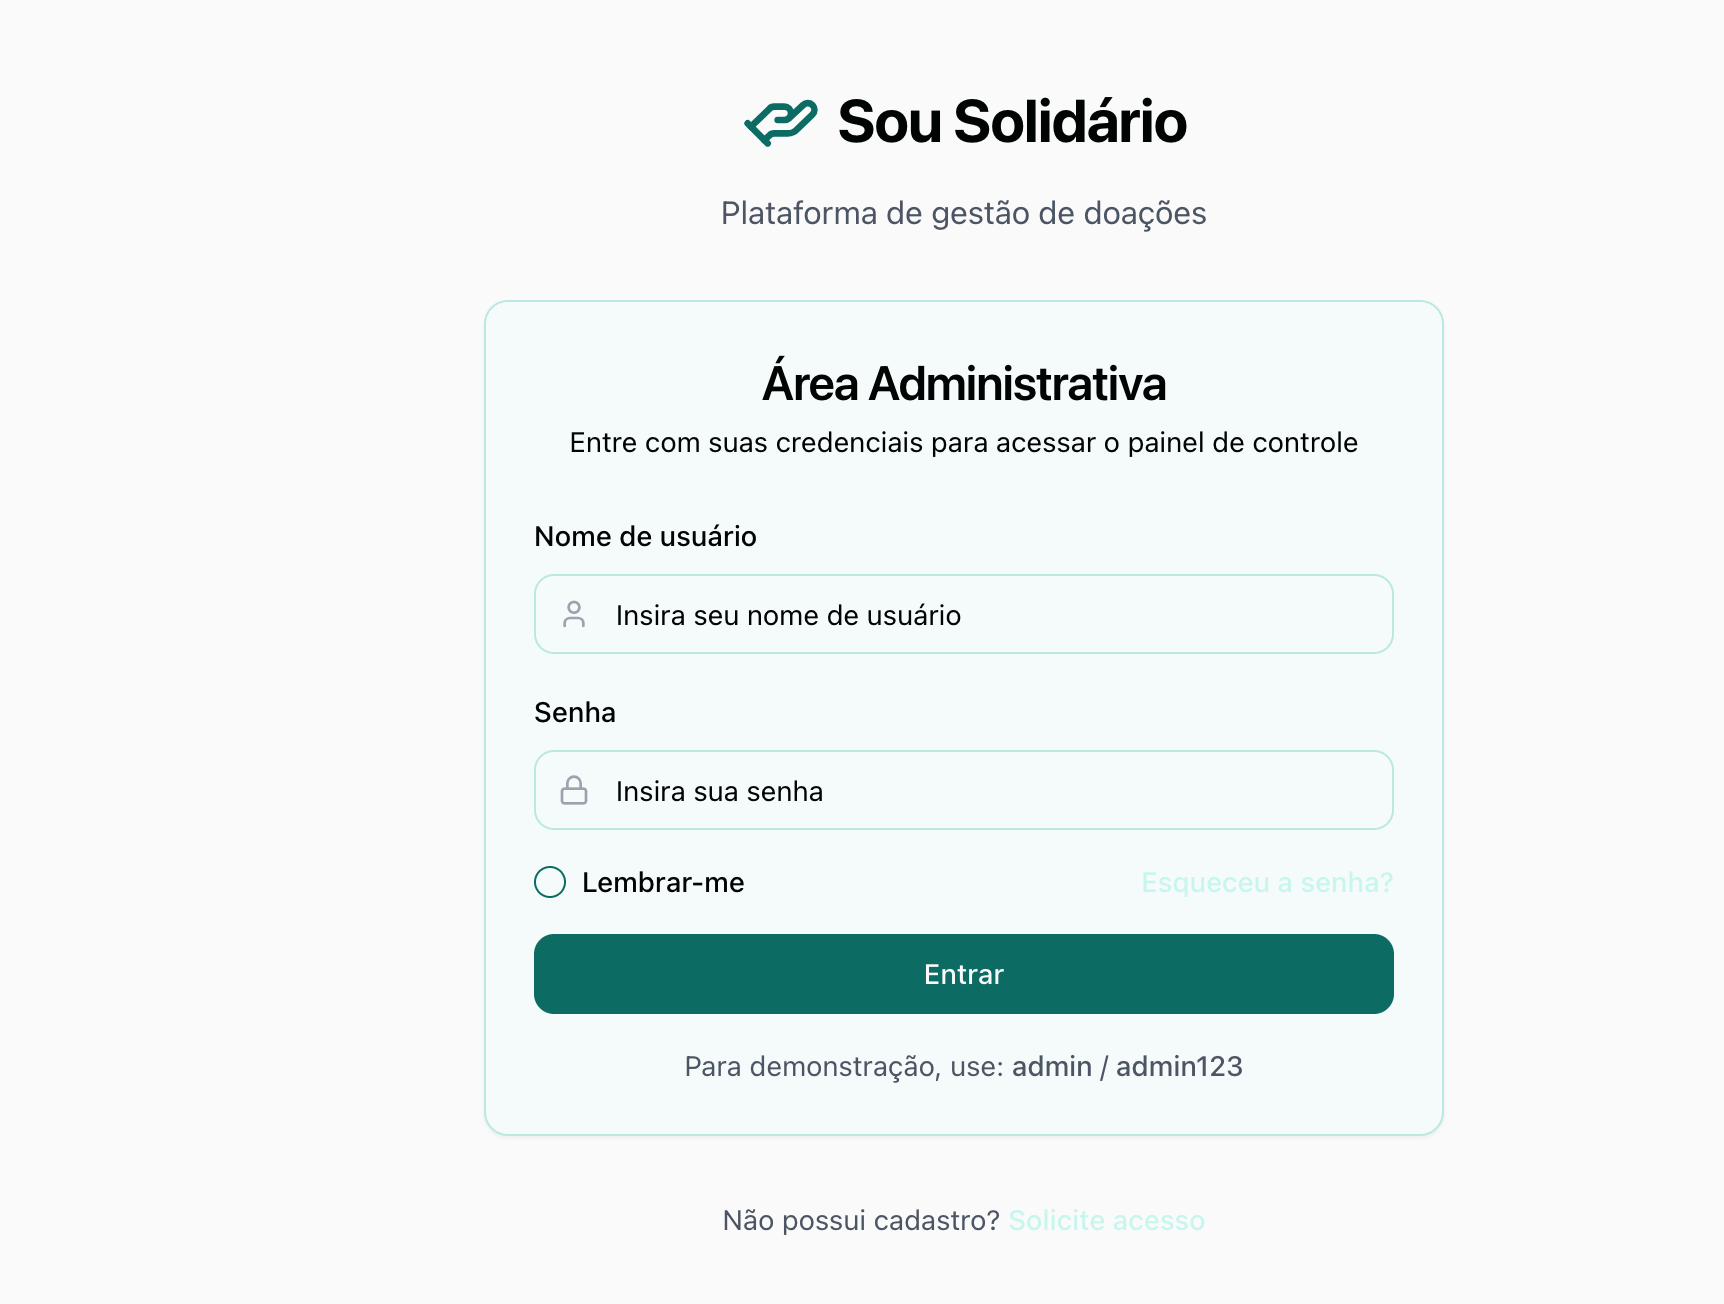 Sou Solidário
Plataforma de gestão de doações
Área Administrativa
Entre com suas credenciais para acessar o painel de controle
Nome de usuário
Insira seu nome de usuário
Senha
Insira sua senha
Lembrar-me
Esqueceu a senha?
Entrar
Para demonstração, use: admin / admin123
Não possui cadastro? Solicite acesso